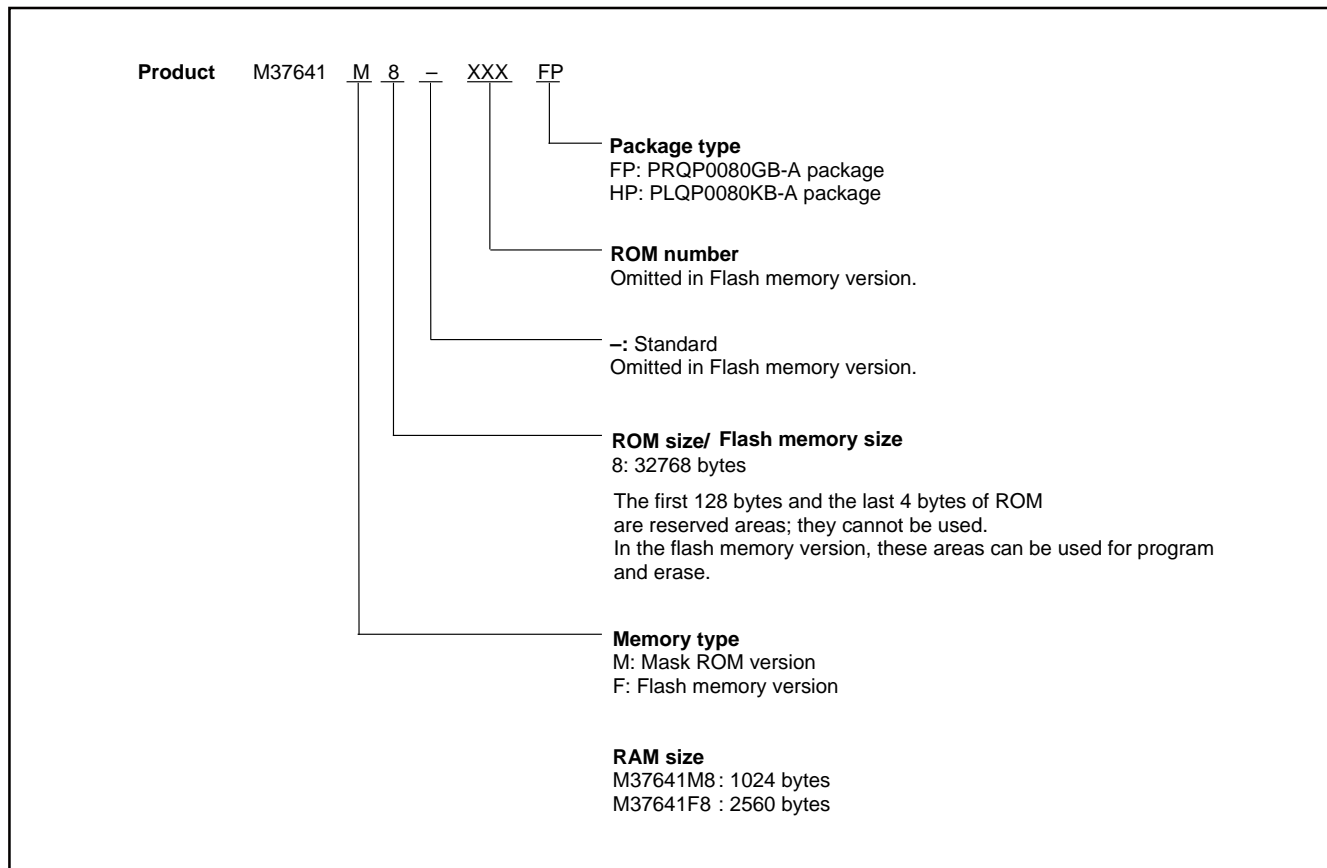 Product M37641 M 8 – XXX FP
Package type
FP: PRQP0080GB-A package
HP: PLQP0080KB-A package
ROM number
Omitted in Flash memory version.
–: Standard
Omitted in Flash memory version.
ROM size/ Flash memory size
8: 32768 bytes
The first 128 bytes and the last 4 bytes of ROM
are reserved areas; they cannot be used.
In the flash memory version, these areas can be used for program
and erase.
Memory type
M: Mask ROM version
F: Flash memory version
RAM size
M37641M8 : 1024 bytes
M37641F8 : 2560 bytes